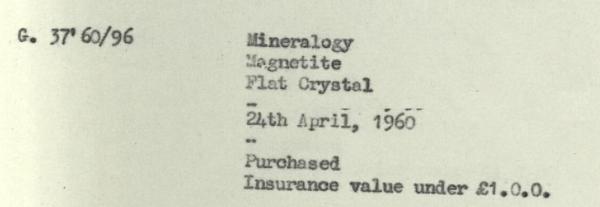 G. 37'60/96
Mineralogy
Magnetite
Flat Crystal
-
24th April, 1960
--
Purchased
Insurance value under £1.0.0.